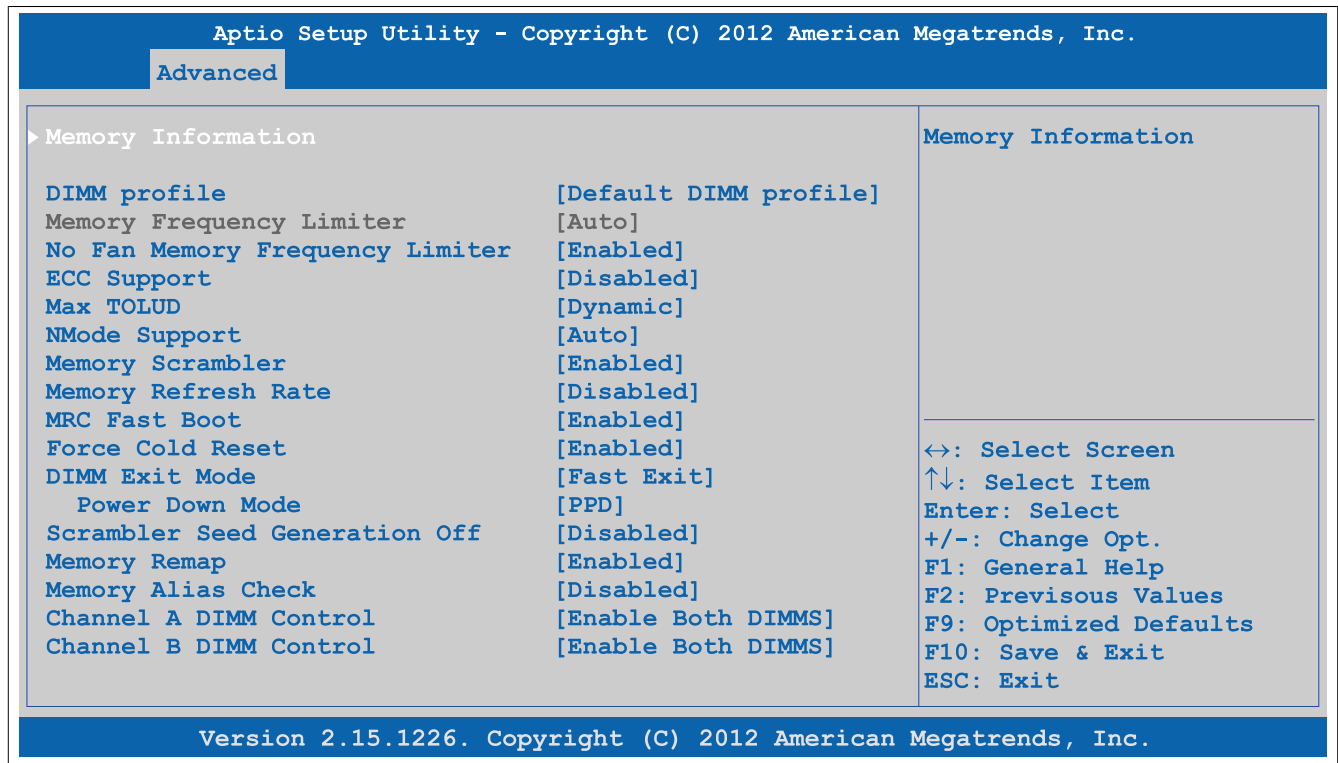 Aptio Setup Utility - Copyright (C) 2012 American Megatrends, Inc.
Advanced
Memory Information
DIMM profile [Default DIMM profile]
Memory Frequency Limiter [Auto]
No Fan Memory Frequency Limiter [Enabled]
ECC Support [Disabled]
Max TOLUD [Dynamic]
NMode Support [Auto]
Memory Scrambler [Enabled]
Memory Refresh Rate [Disabled]
MRC Fast Boot [Enabled]
Force Cold Reset [Enabled]
DIMM Exit Mode [Fast Exit]
Power Down Mode [PPD]
Scrambler Seed Generation Off [Disabled]
Memory Remap [Enabled]
Memory Alias Check [Disabled]
Channel A DIMM Control [Enable Both DIMMS]
Channel B DIMM Control [Enable Both DIMMS]
Memory Information
↔: Select Screen
↑↓: Select Item
Enter: Select
+/-: Change Opt.
F1: General Help
F2: Previsous Values
F9: Optimized Defaults
F10: Save & Exit
ESC: Exit
Version 2.15.1226. Copyright (C) 2012 American Megatrends, Inc.